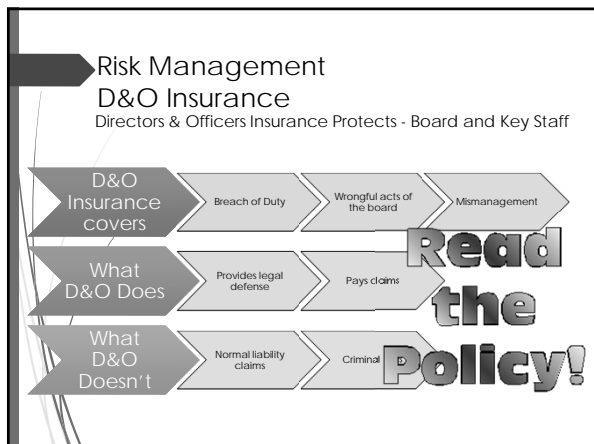 Risk Management
D&O Insurance
Directors & Officers Insurance Protects - Board and Key Staff
D&O
Insurance
covers
Breach of Duty
Wrongful acts of
the board
Mismanagement
What
D&O Does
Provides legal
defense
Pays claims
What
D&O
Doesn't
Normal liability
claims
Criminal
Read
the
Policy!